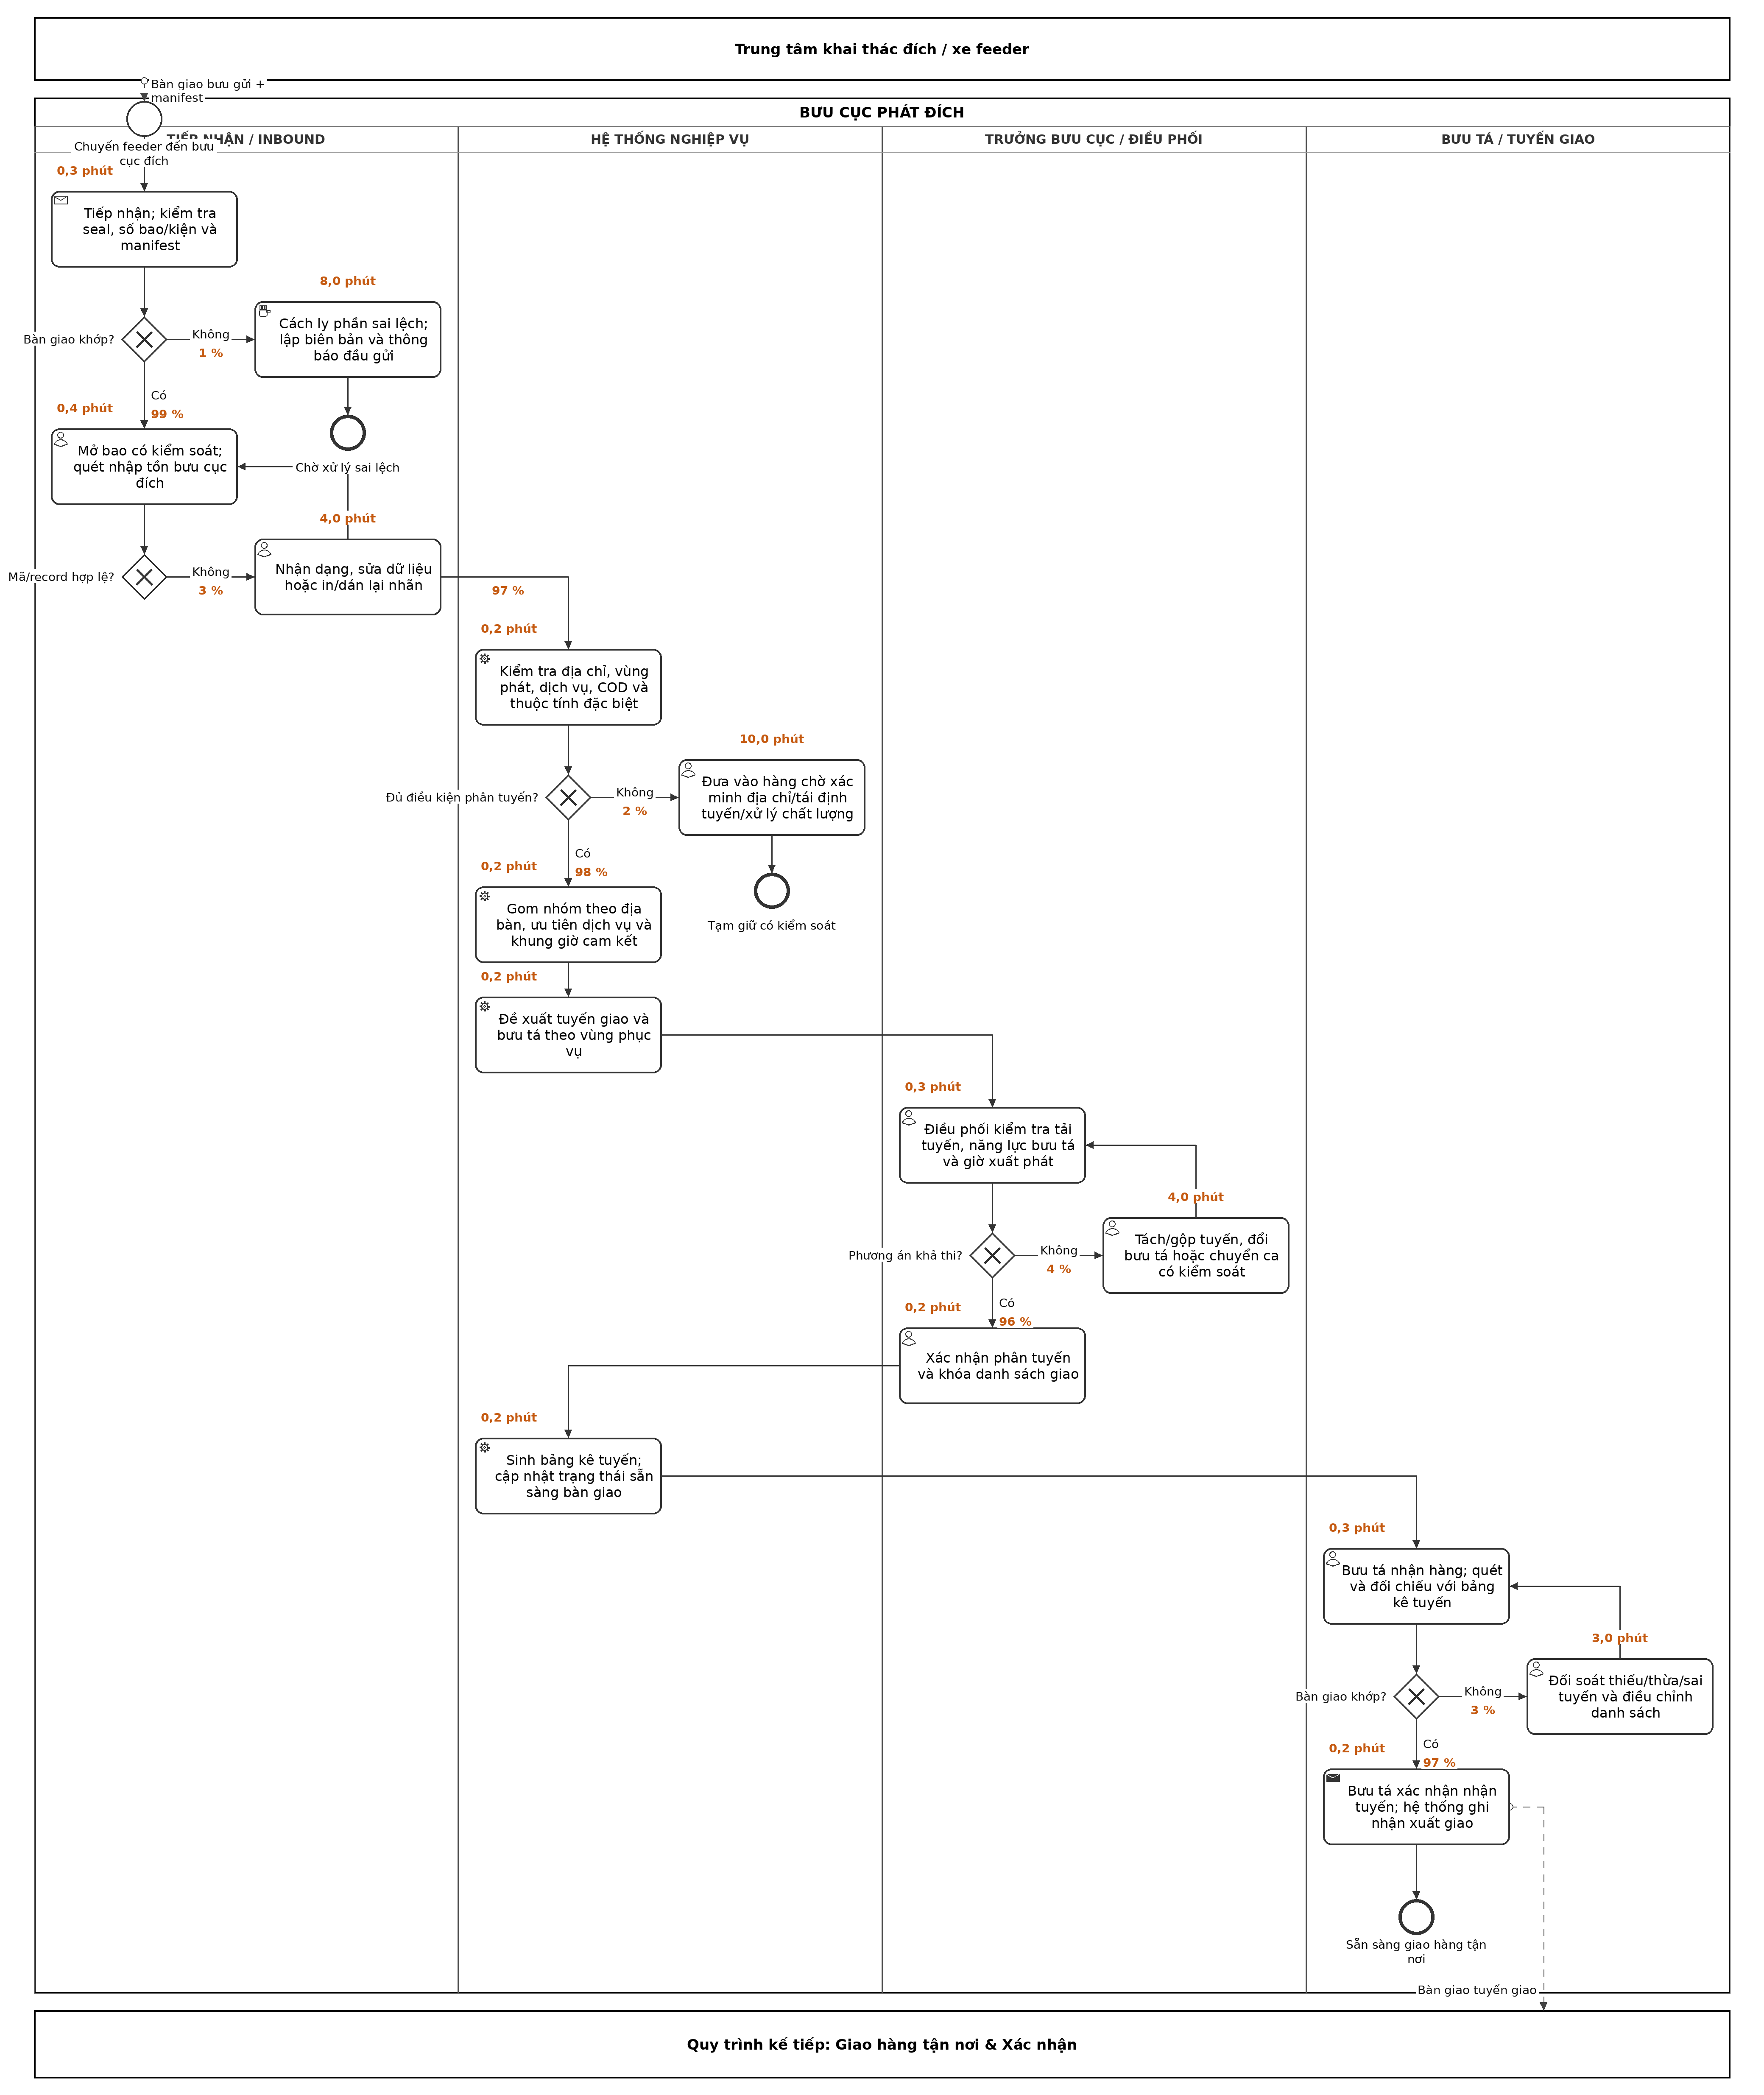 Trung tâm khai thác đích / xe feeder
Bàn giao bưu gửi +
manifest
BƯU CỤC PHÁT ĐÍCH
TIẾP NHẬN / INBOUND
HỆ THỐNG NGHIỆP VỤ
TRƯỞNG BƯU CỤC / ĐIỀU PHỐI
BƯU TÁ / TUYẾN GIAO
Chuyến feeder đến bưu
cục đích
0,3 phút
Tiếp nhận; kiểm tra
seal, số bao/kiện và
manifest
8,0 phút
Cách ly phần sai lệch;
lập biên bản và thông
báo đầu gửi
Bàn giao khớp?
Không
1 %
Có
99 %
0,4 phút
Mở bao có kiểm soát;
quét nhập tồn bưu cục
đích
Chờ xử lý sai lệch
4,0 phút
Nhận dạng, sửa dữ liệu
hoặc in/dán lại nhãn
Mã/record hợp lệ?
Không
3 %
97 %
0,2 phút
Kiểm tra địa chỉ, vùng
phát, dịch vụ, COD và
thuộc tính đặc biệt
10,0 phút
Đưa vào hàng chờ xác
minh địa chỉ/tái định
tuyến/xử lý chất lượng
Đủ điều kiện phân tuyến?
Không
2 %
Có
98 %
0,2 phút
Gom nhóm theo địa
bàn, ưu tiên dịch vụ và
khung giờ cam kết
Tạm giữ có kiểm soát
0,2 phút
Đề xuất tuyến giao và
bưu tá theo vùng phục
vụ
0,3 phút
Điều phối kiểm tra tải
tuyến, năng lực bưu tá
và giờ xuất phát
4,0 phút
Tách/gộp tuyến, đổi
bưu tá hoặc chuyển ca
có kiểm soát
Phương án khả thi?
Không
4 %
Có
96 %
0,2 phút
Xác nhận phân tuyến
và khóa danh sách giao
0,2 phút
Sinh bảng kê tuyến;
cập nhật trạng thái sẵn
sàng bàn giao
0,3 phút
Bưu tá nhận hàng; quét
và đối chiếu với bảng
kê tuyến
3,0 phút
Đối soát thiếu/thừa/sai
tuyến và điều chỉnh
danh sách
Bàn giao khớp?
Không
3 %
Có
97 %
0,2 phút
Bưu tá xác nhận nhận
tuyến; hệ thống ghi
nhận xuất giao
Sẵn sàng giao hàng tận
nơi
Bàn giao tuyến giao
Quy trình kế tiếp: Giao hàng tận nơi & Xác nhận